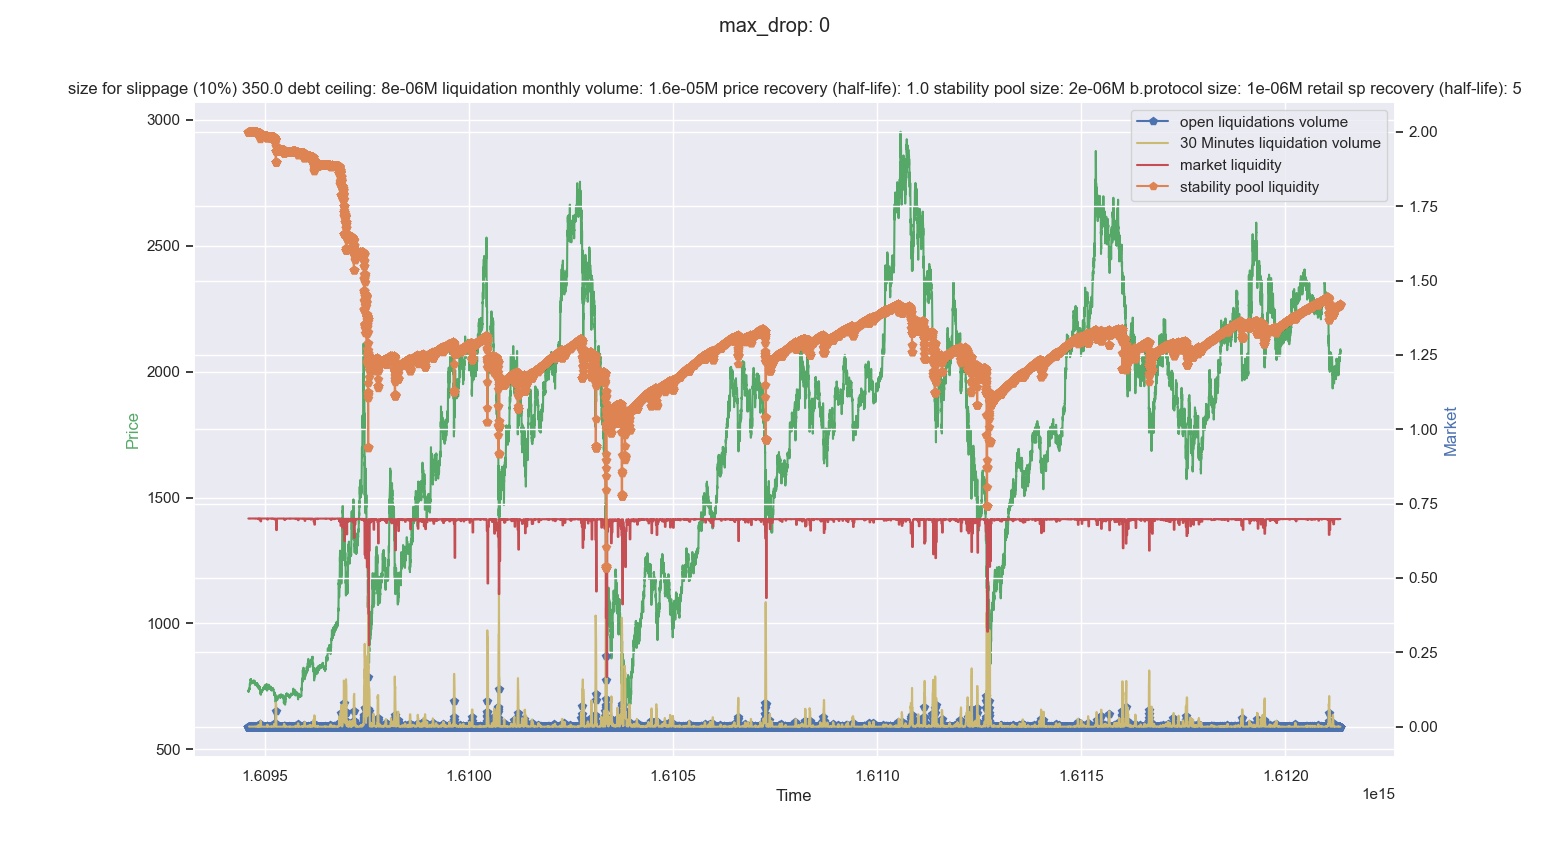 max_drop: 0
size for slippage (10%) 350.0 debt ceiling: 8e-06M liquidation monthly volume: 1.6e-05M price recovery (half-life): 1.0 stability pool size: 2e-06M b.protocol size: 1e-06M retail sp recovery (half-life): 5
open liquidations volume
30 Minutes liquidation volume
market liquidity
stability pool liquidity
3000
2500
2000
1500
1000
500
Price
2.00
1.75
1.50
1.25
1.00
0.75
0.50
0.25
0.00
Market
1.6095 1.6100 1.6105 1.6110 1.6115 1.6120
Time
1e15